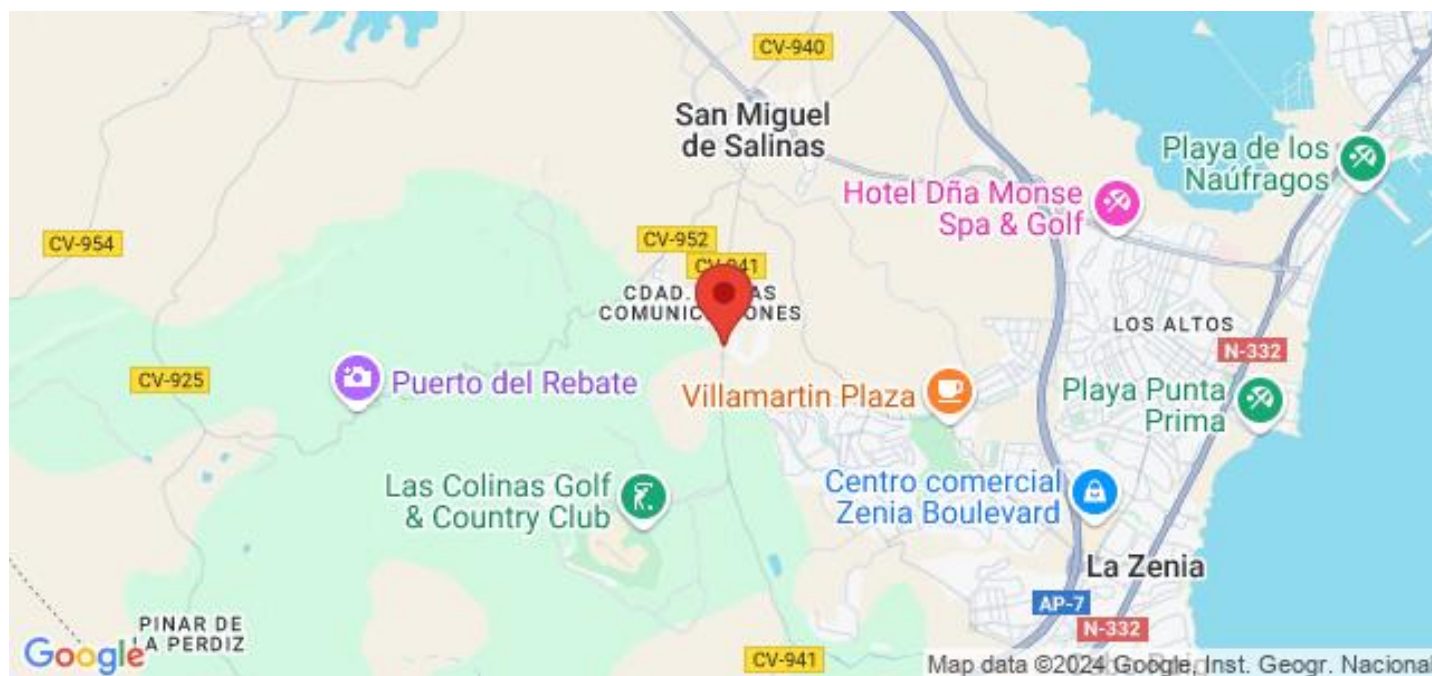 CV-940
San Miguel
de Salinas
Playa de los
Naúfragos
Hotel Dña Monse
Spa & Golf
CV-954
CV-952
CV-941
CDAD.
COMUNICACIONES
LOS ALTOS
N-332
CV-925
Puerto del Rebate
Villamartin Plaza
Playa Punta
Prima
Las Colinas Golf
& Country Club
Centro comercial
Zenia Boulevard
La Zenia
AP-7
N-332
PINAR DE
LA PERDIZ
Google
CV-941
Map data ©2024 Google, Inst. Geogr. Nacional